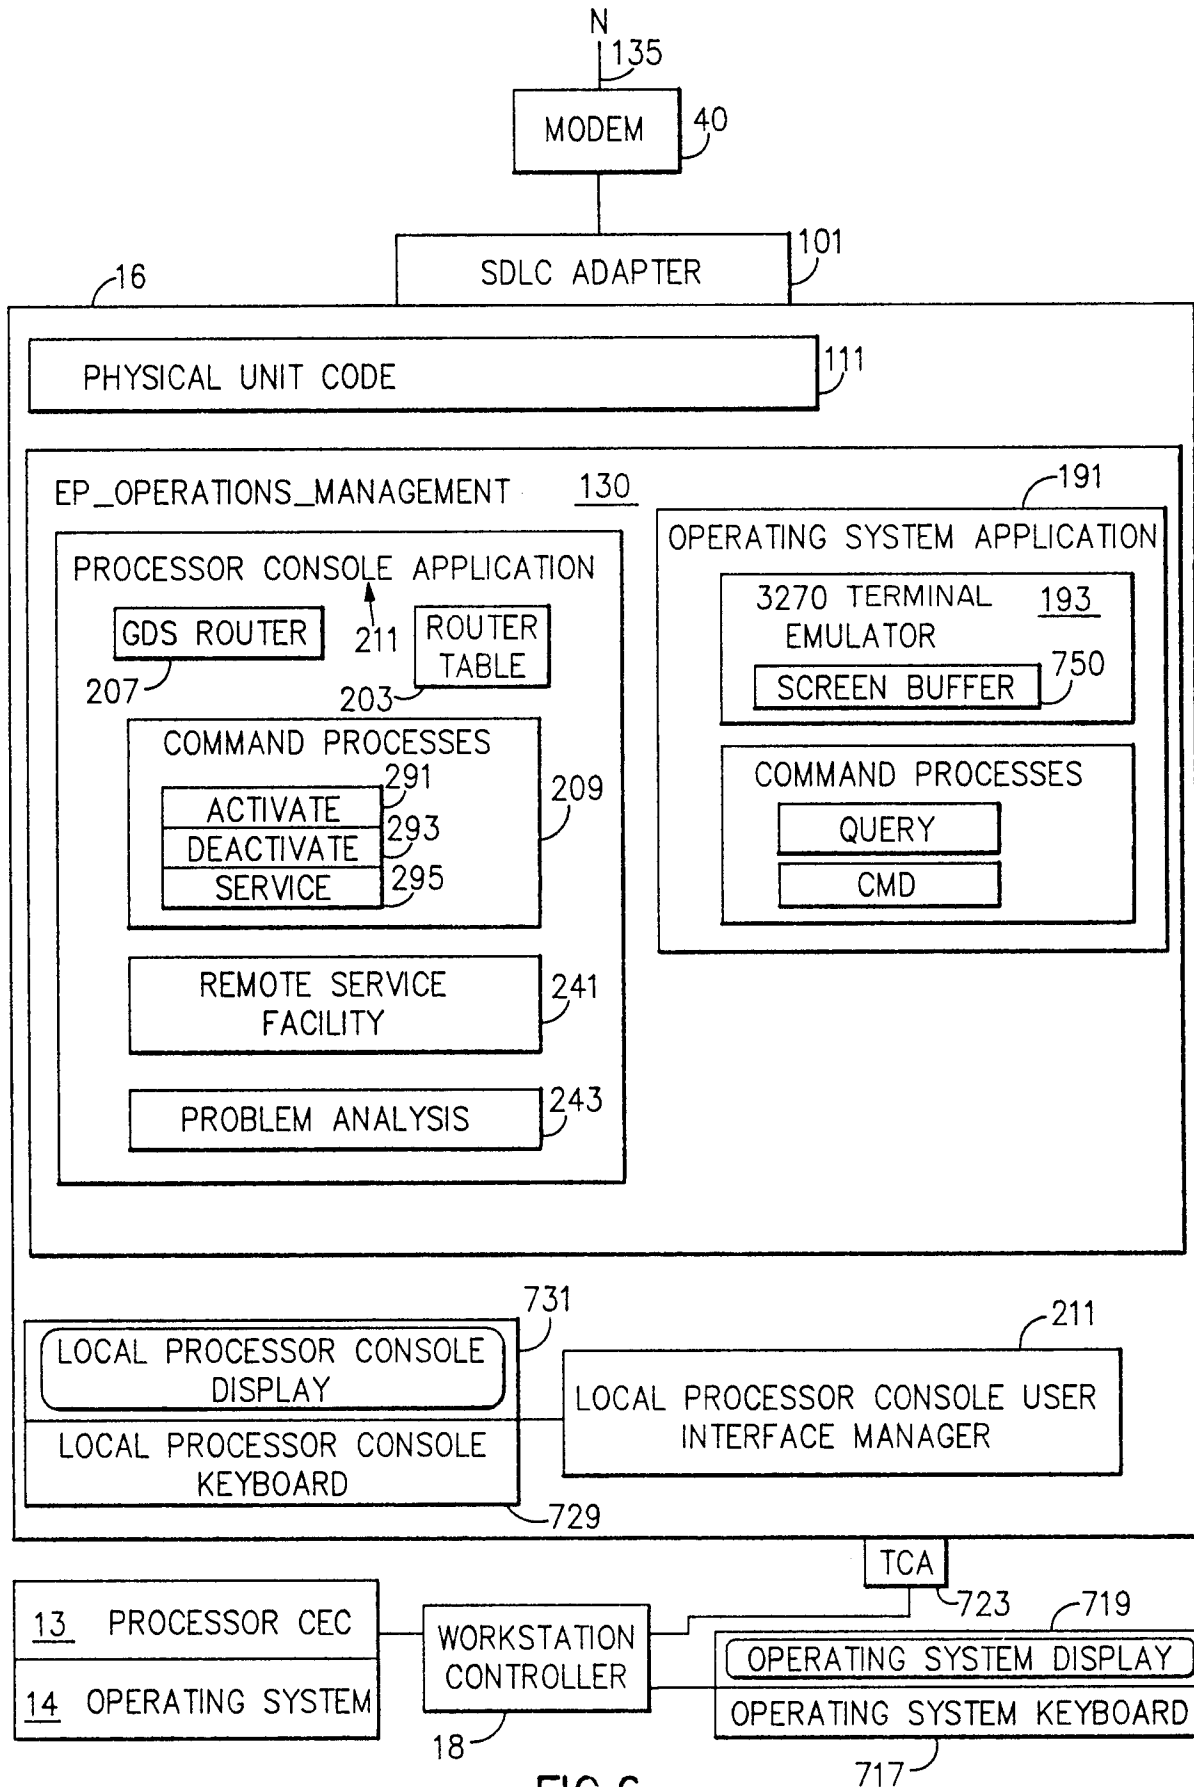 N
135
MODEM
40
SDLC ADAPTER
101
16
PHYSICAL UNIT CODE
111
EP_OPERATIONS_MANAGEMENT 130
191
PROCESSOR CONSOLE APPLICATION
GDS ROUTER
207
211
ROUTER
TABLE
203
COMMAND PROCESSES
209
ACTIVATE
291
DEACTIVATE
293
SERVICE
295
REMOTE SERVICE
FACILITY
241
PROBLEM ANALYSIS
243
OPERATING SYSTEM APPLICATION
3270 TERMINAL
EMULATOR
193
SCREEN BUFFER
750
COMMAND PROCESSES
QUERY
CMD
731
LOCAL PROCESSOR CONSOLE
DISPLAY
LOCAL PROCESSOR CONSOLE
KEYBOARD
729
211
LOCAL PROCESSOR CONSOLE USER
INTERFACE MANAGER
TCA
723
13 PROCESSOR CEC
14 OPERATING SYSTEM
WORKSTATION
CONTROLLER
18
719
OPERATING SYSTEM DISPLAY
OPERATING SYSTEM KEYBOARD
717